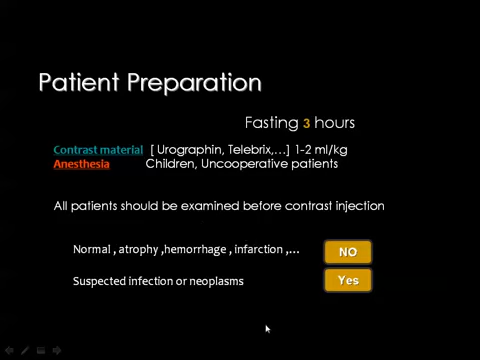 Patient Preparation
Fasting 3 hours
Contrast material [ Urographin, Telebrix,...] 1-2 ml/kg
Anesthesia Children, Uncooperative patients
All patients should be examined before contrast injection
Normal , atrophy ,hemorrhage , infarction ,... NO
Suspected infection or neoplasms Yes